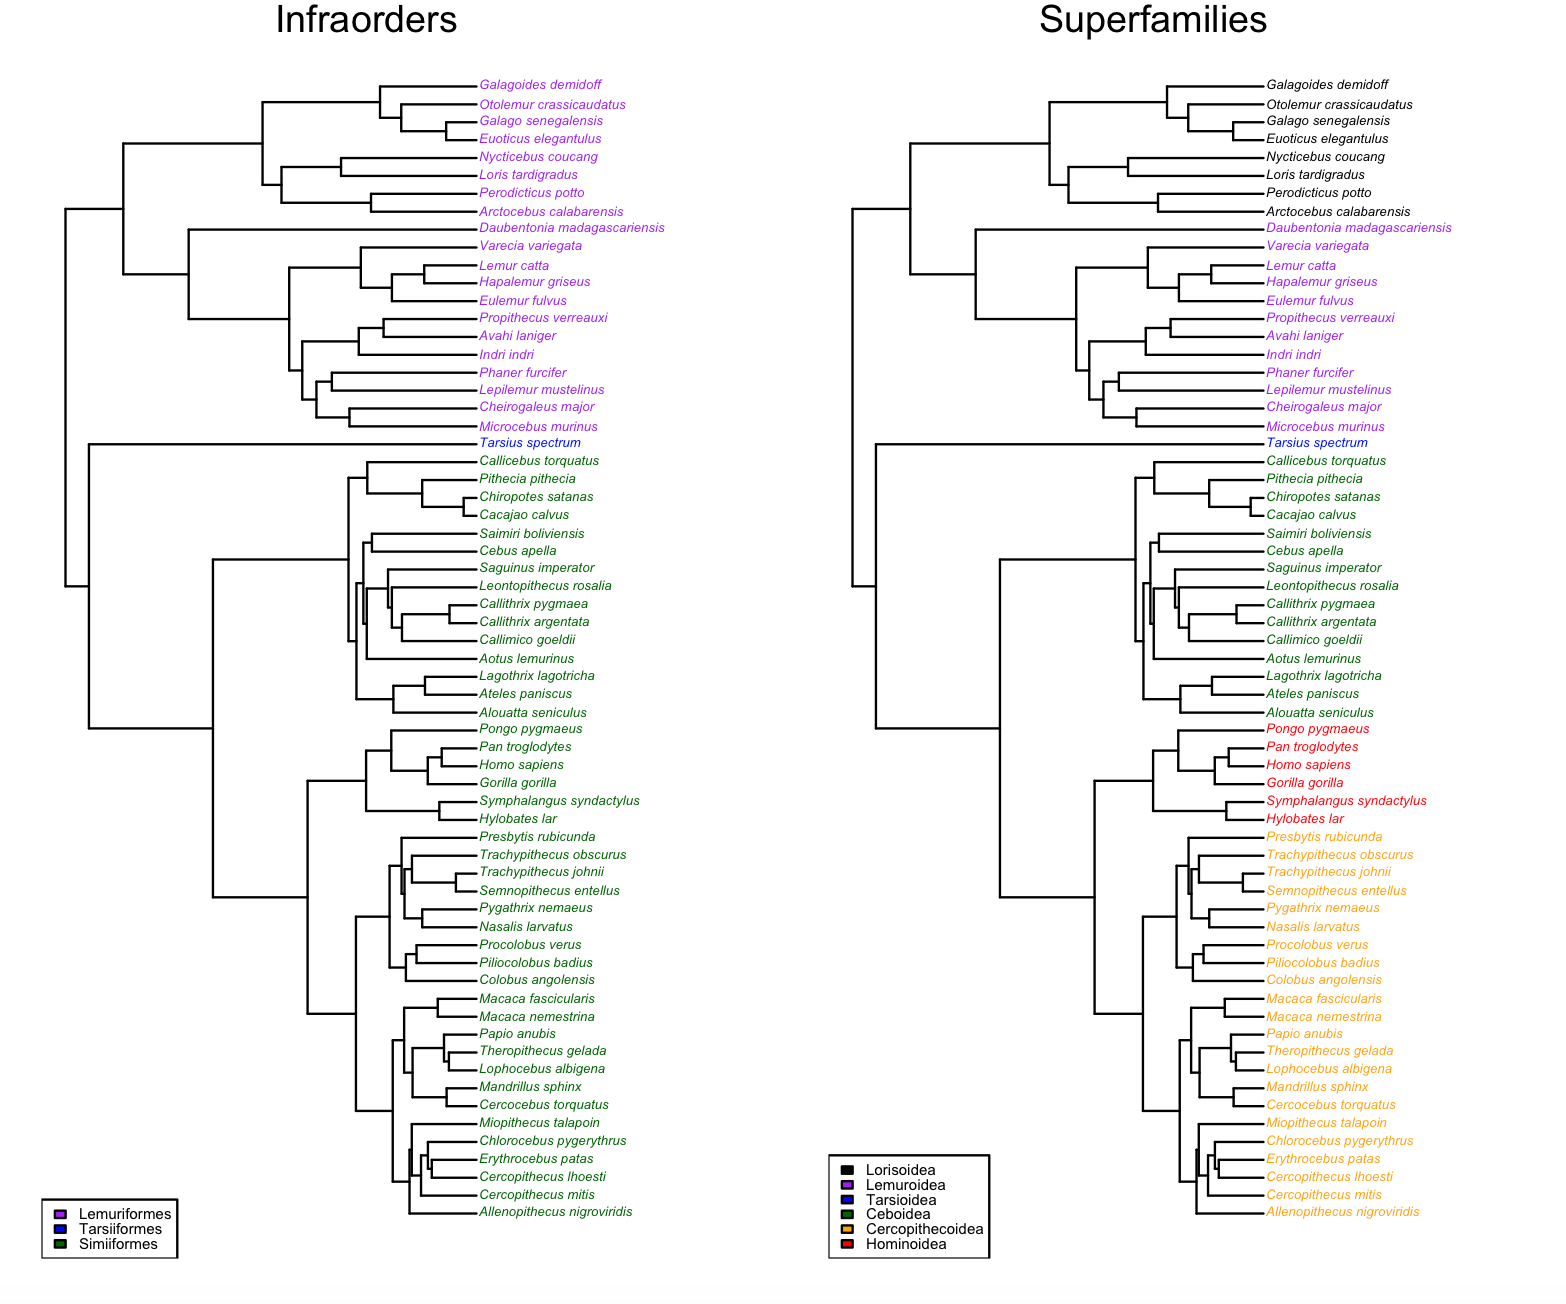 Infraorders
Galagoides demidoff
Otolemur crassicaudatus
Galago senegalensis
Euoticus elegantulus
Nycticebus coucang
Loris tardigradus
Perodicticus potto
Arctocebus calabarensis
Daubentonia madagascariensis
Varecia variegata
Lemur catta
Hapalemur griseus
Eulemur fulvus
Propithecus verreauxi
Avahi laniger
Indri indri
Phaner furcifer
Lepilemur mustelinus
Cheirogaleus major
Microcebus murinus
Tarsius spectrum
Callicebus torquatus
Pithecia pithecia
Chiropotes satanas
Cacajao calvus
Saimiri boliviensis
Cebus apella
Saguinus imperator
Leontopithecus rosalia
Callithrix pygmaea
Callithrix argentata
Callimico goeldii
Aotus lemurinus
Lagothrix lagotricha
Ateles paniscus
Alouatta seniculus
Pongo pygmaeus
Pan troglodytes
Homo sapiens
Gorilla gorilla
Symphalangus syndactylus
Hylobates lar
Presbytis rubicunda
Trachypithecus obscurus
Trachypithecus johnii
Semnopithecus entellus
Pygathrix nemaeus
Nasalis larvatus
Procolobus verus
Piliocolobus badius
Colobus angolensis
Macaca fascicularis
Macaca nemestrina
Papio anubis
Theropithecus gelada
Lophocebus albigena
Mandrillus sphinx
Cercocebus torquatus
Miopithecus talapoin
Chlorocebus pygerythrus
Erythrocebus patas
Cercopithecus lhoesti
Cercopithecus mitis
Allenopithecus nigroviridis
Lemuriformes
Tarsiiformes
Simiiformes
Superfamilies
Galagoides demidoff
Otolemur crassicaudatus
Galago senegalensis
Euoticus elegantulus
Nycticebus coucang
Loris tardigradus
Perodicticus potto
Arctocebus calabarensis
Daubentonia madagascariensis
Varecia variegata
Lemur catta
Hapalemur griseus
Eulemur fulvus
Propithecus verreauxi
Avahi laniger
Indri indri
Phaner furcifer
Lepilemur mustelinus
Cheirogaleus major
Microcebus murinus
Tarsius spectrum
Callicebus torquatus
Pithecia pithecia
Chiropotes satanas
Cacajao calvus
Saimiri boliviensis
Cebus apella
Saguinus imperator
Leontopithecus rosalia
Callithrix pygmaea
Callithrix argentata
Callimico goeldii
Aotus lemurinus
Lagothrix lagotricha
Ateles paniscus
Alouatta seniculus
Pongo pygmaeus
Pan troglodytes
Homo sapiens
Gorilla gorilla
Symphalangus syndactylus
Hylobates lar
Presbytis rubicunda
Trachypithecus obscurus
Trachypithecus johnii
Semnopithecus entellus
Pygathrix nemaeus
Nasalis larvatus
Procolobus verus
Piliocolobus badius
Colobus angolensis
Macaca fascicularis
Macaca nemestrina
Papio anubis
Theropithecus gelada
Lophocebus albigena
Mandrillus sphinx
Cercocebus torquatus
Miopithecus talapoin
Chlorocebus pygerythrus
Erythrocebus patas
Cercopithecus lhoesti
Cercopithecus mitis
Allenopithecus nigroviridis
Lorisoidea
Lemuroidea
Tarsioidea
Ceboidea
Cercopithecoidea
Hominoidea